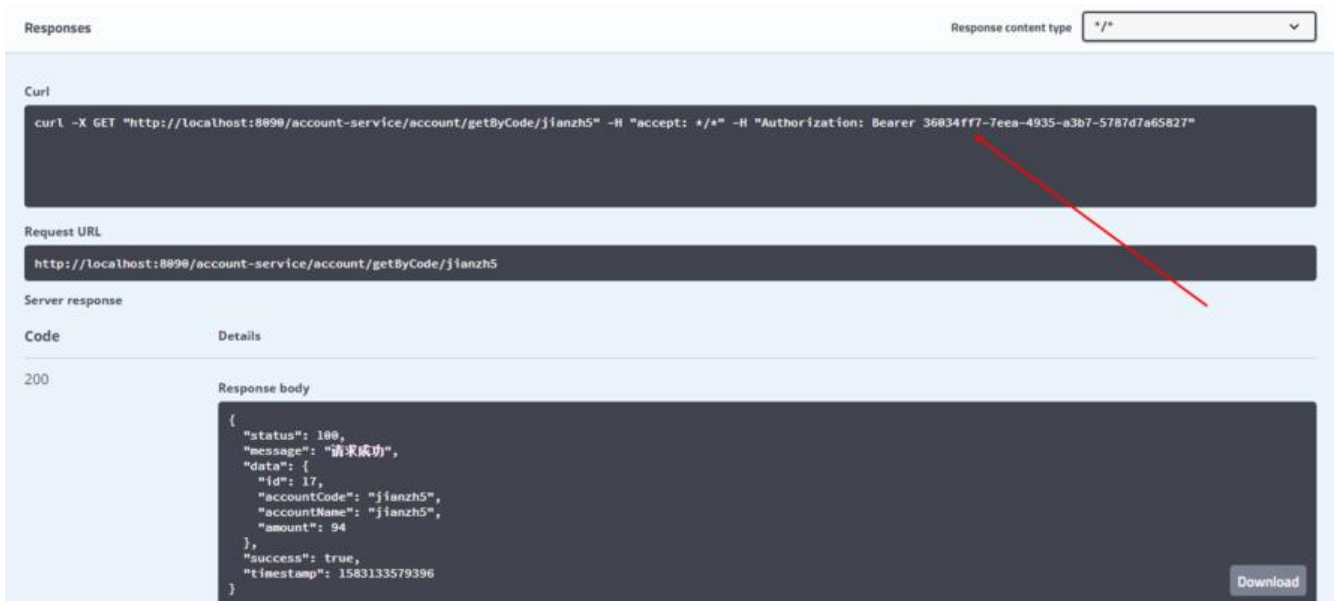 Responses
Response content type */*
Curl
curl -X GET "http://localhost:8090/account-service/account/getByCode/jianzh5" -H "accept: */*" -H "Authorization: Bearer 36034ff7-7eea-4935-a3b7-5787d7a65827"
Request URL
http://localhost:8090/account-service/account/getByCode/jianzh5
Server response
Code Details
200
Response body
{
"status": 100,
"message": "请求成功",
"data": {
"id": 17,
"accountCode": "jianzh5",
"accountName": "jianzh5",
"amount": 94
},
"success": true,
"timestamp": 1583133579396
}
Download